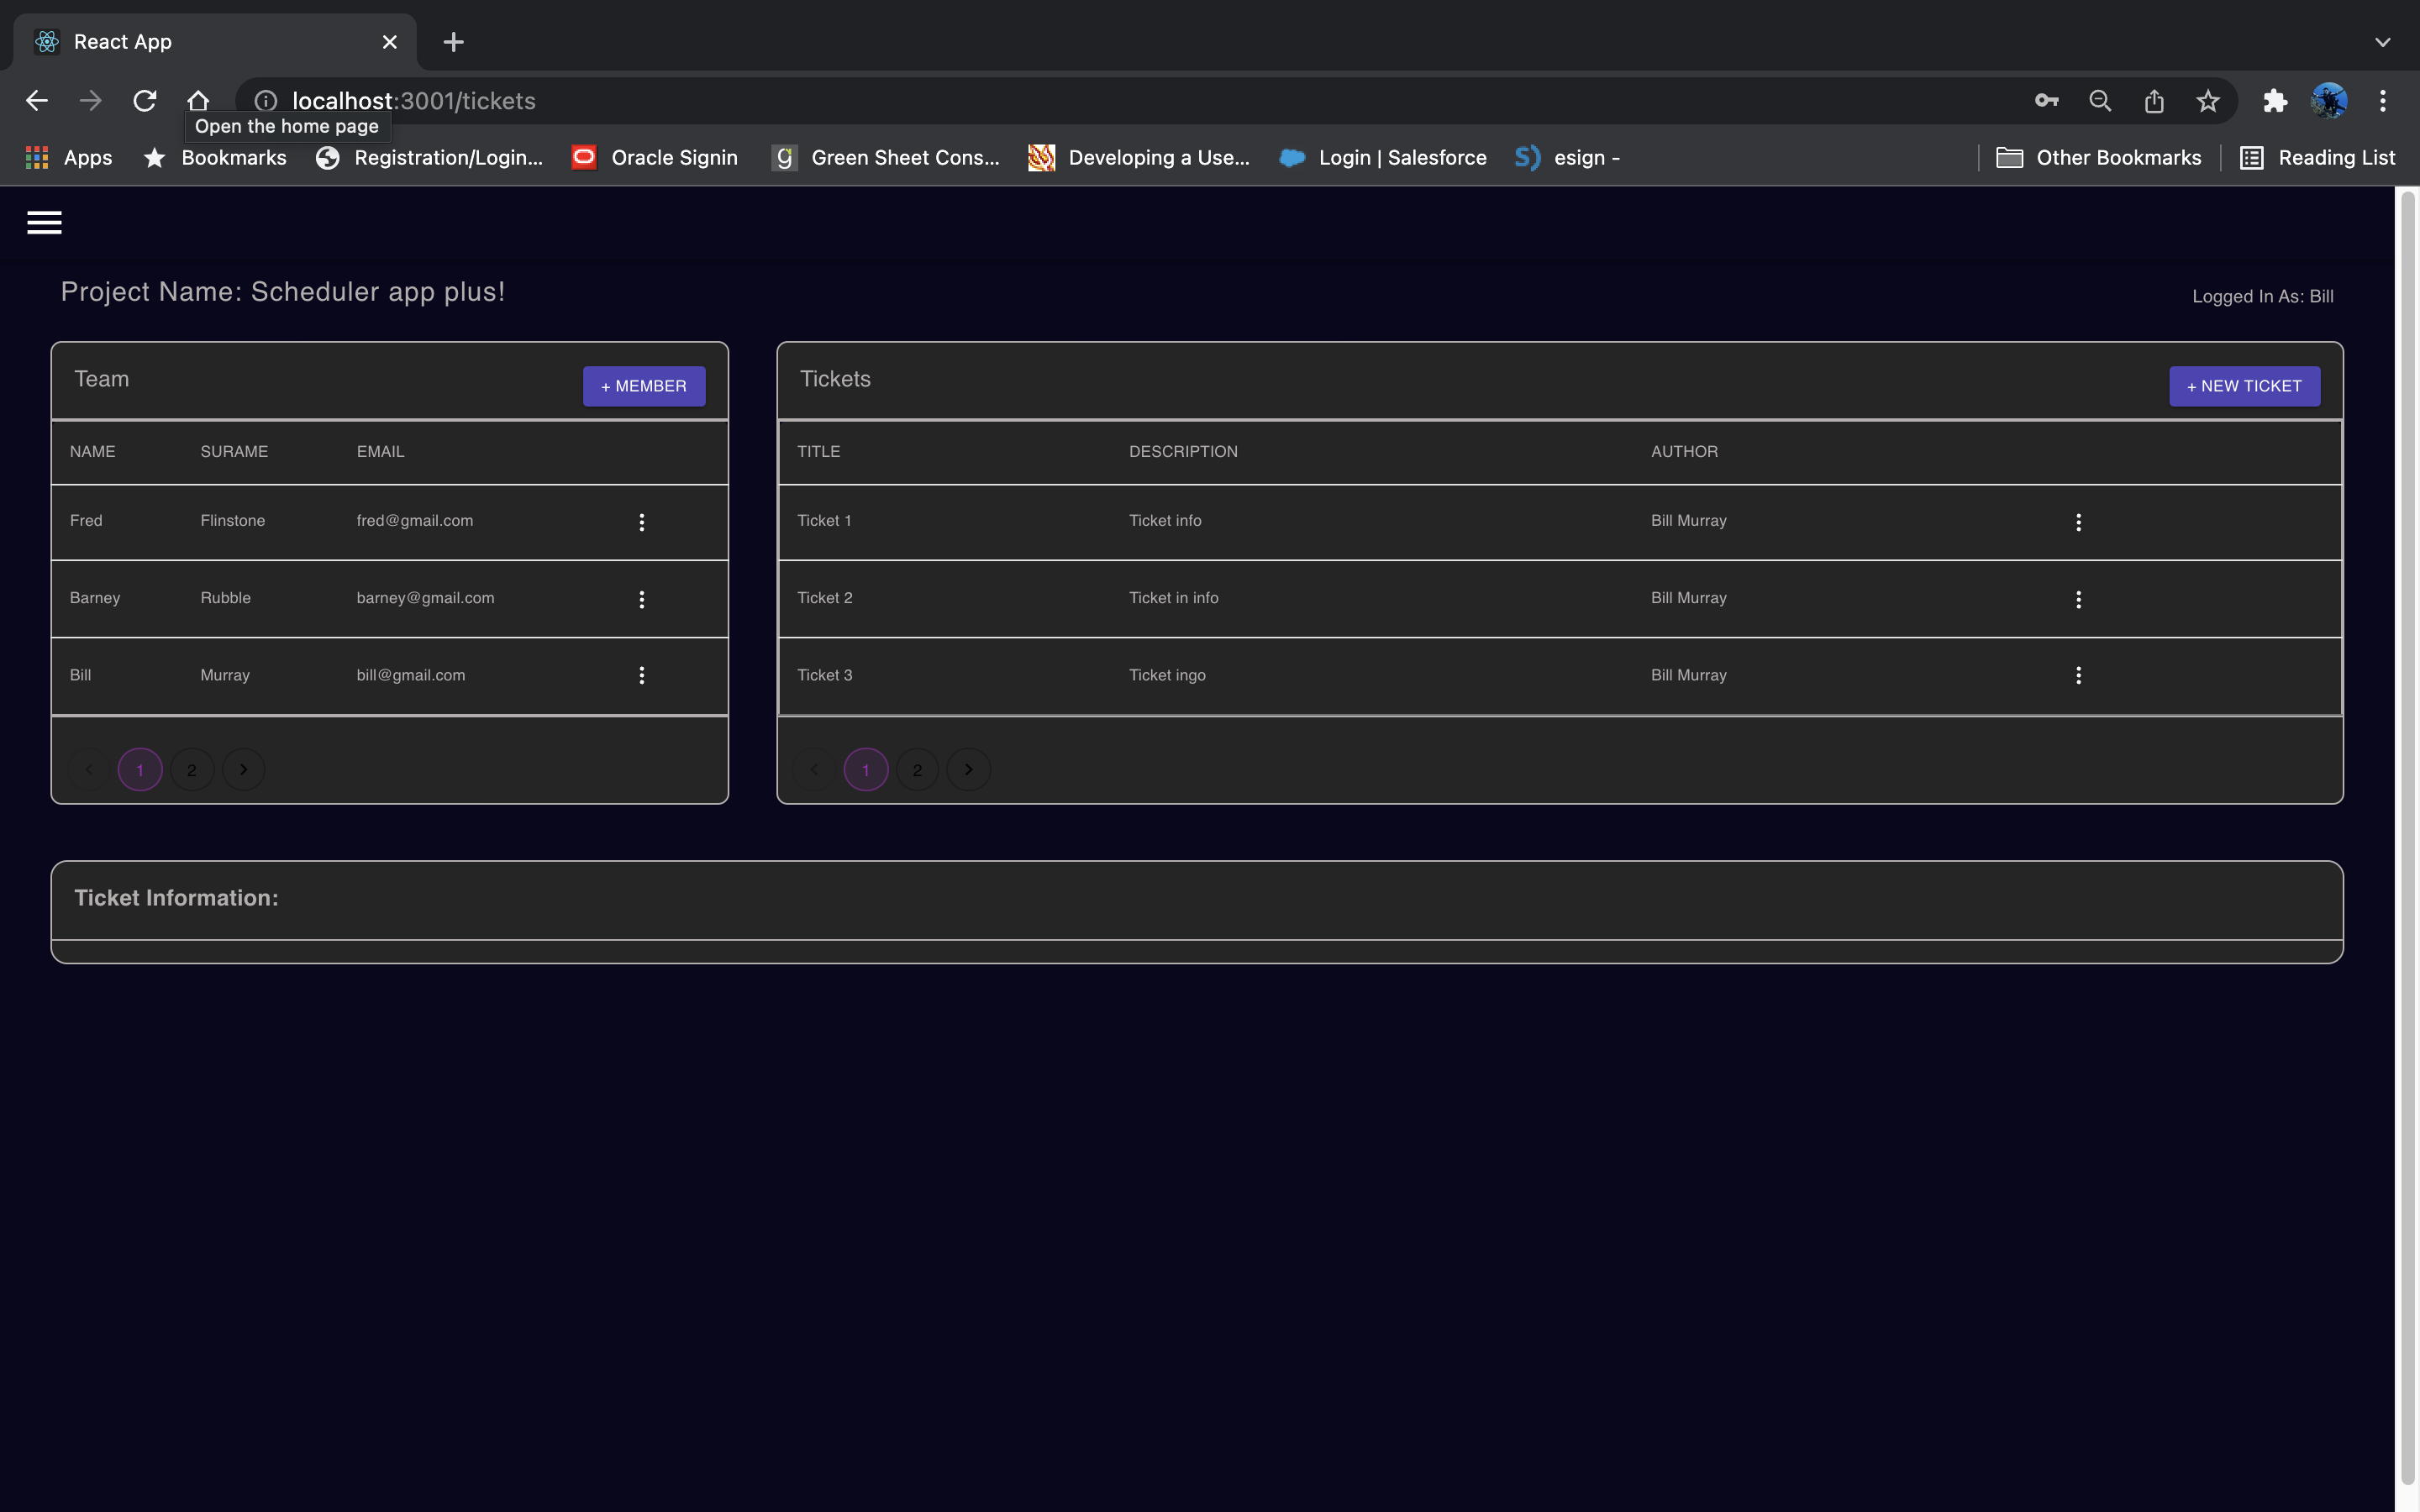 React App
localhost:3001/tickets
Open the home page
Apps Bookmarks Registration/Login... Oracle Signin Green Sheet Cons... Developing a Use... Login | Salesforce esign - Other Bookmarks Reading List
Project Name: Scheduler app plus!
Logged In As: Bill
Team
+ MEMBER
NAME SURAME EMAIL
Fred Flinstone fred@gmail.com
Barney Rubble barney@gmail.com
Bill Murray bill@gmail.com
1 2
Tickets
+ NEW TICKET
TITLE DESCRIPTION AUTHOR
Ticket 1 Ticket info Bill Murray
Ticket 2 Ticket in info Bill Murray
Ticket 3 Ticket ingo Bill Murray
1 2
Ticket Information: